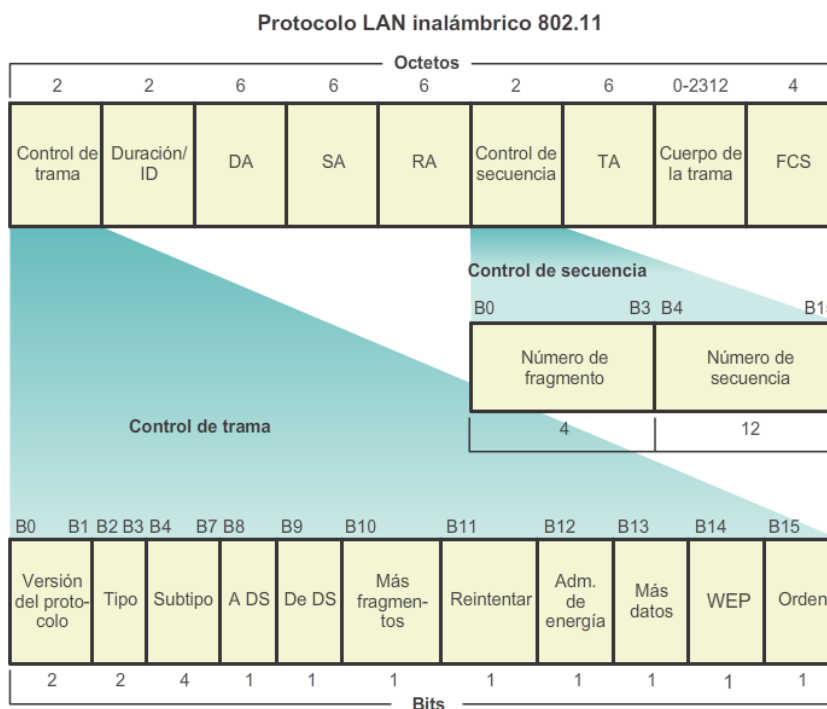 Protocolo LAN inalámbrico 802.11
Octetos
2 2 6 6 6 2 6 0-2312 4
Control de trama
Duración/ ID
DA
SA
RA
Control de secuencia
TA
Cuerpo de la trama
FCS
Control de secuencia
B0 B3 B4
Número de fragmento
Número de secuencia
4 12
Control de trama
B0 B1 B2 B3 B4 B7 B8 B9 B10 B11 B12 B13 B14 B15
Versión del proto- colo
Tipo
Subtipo
A DS
De DS
Más fragmen- tos
Reintentar
Adm. de energía
Más datos
WEP
Orden
2 2 4 1 1 1 1 1 1 1 1
Bits